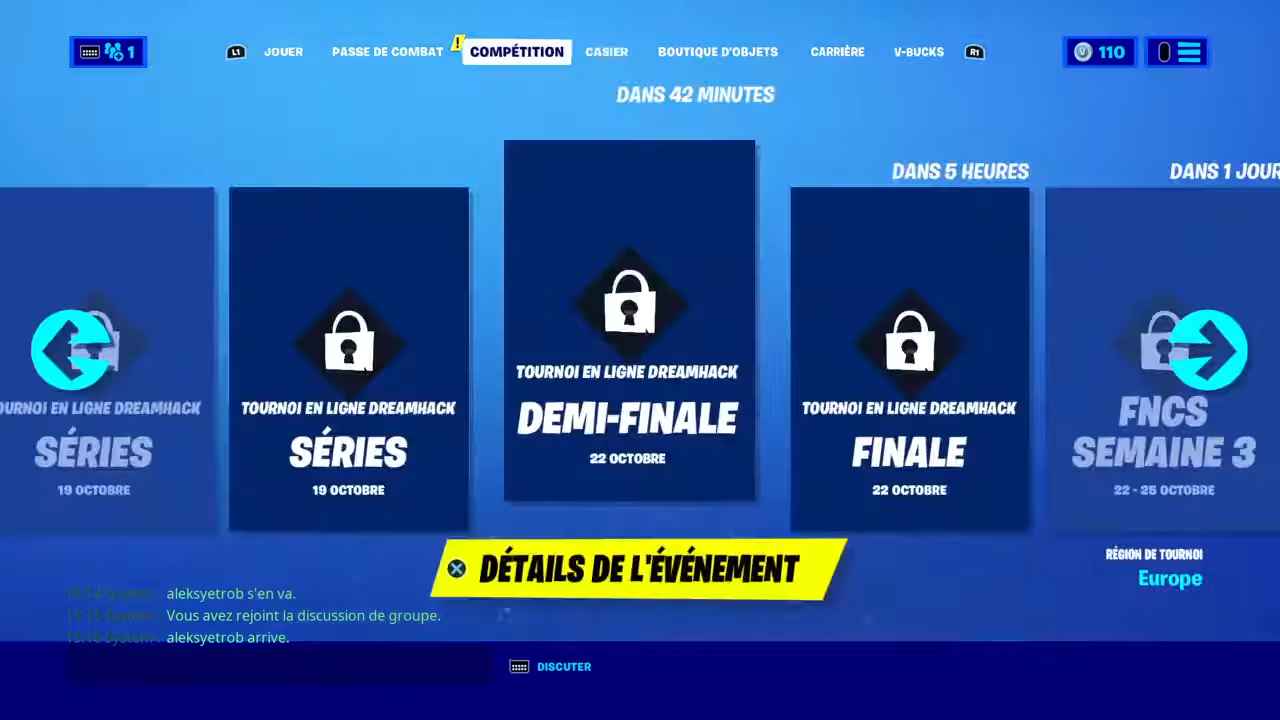 1
L1
JOUER
PASSE DE COMBAT
!
COMPÉTITION
CASIER
BOUTIQUE D'OBJETS
CARRIÈRE
V-BUCKS
R1
V 110
DANS 42 MINUTES
DANS 5 HEURES
DANS 1 JOUR
OURNOI EN LIGNE DREAMHACK
SÉRIES
19 OCTOBRE
TOURNOI EN LIGNE DREAMHACK
SÉRIES
19 OCTOBRE
TOURNOI EN LIGNE DREAMHACK
DEMI-FINALE
22 OCTOBRE
TOURNOI EN LIGNE DREAMHACK
FINALE
22 OCTOBRE
FNCS
SEMAINE 3
22 - 25 OCTOBRE
DÉTAILS DE L'ÉVÉNEMENT
RÉGION DE TOURNOI
Europe
System : aleksyetrob s'en va.
System : Vous avez rejoint la discussion de groupe.
System : aleksyetrob arrive.
DISCUTER